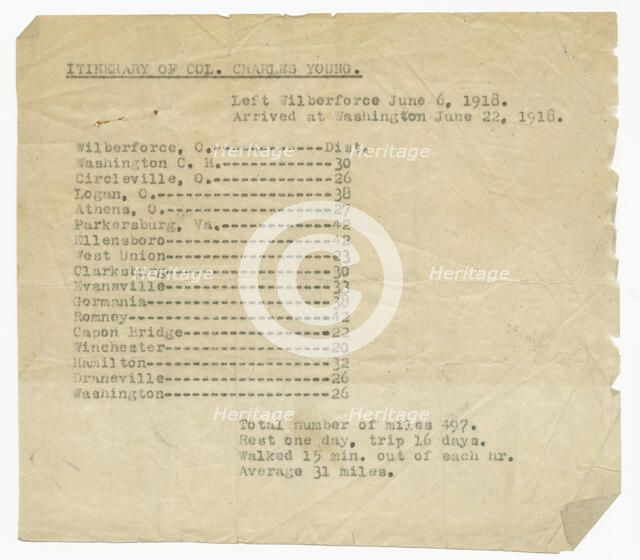 ITINERARY OF COL. CHARLES YOUNG.
Left Wilberforce June 6, 1918.
Arrived at Washington June 22, 1918.
Wilberforce, O.-----------Dist.
Washington C. H.-----------30
Circleville, O.------------26
Logan, O.------------------38
Athens, O.-----------------27
Parkersburg, Va.-----------42
Ellensboro-----------------42
West Union-----------------23
Clarksburg-----------------30
Evansville-----------------33
Gormania-------------------38
Romney---------------------42
Capon Bridge---------------22
Winchester-----------------20
Hamilton-------------------32
Draneville-----------------26
Washington-----------------26
Total number of miles 497.
Rest one day, trip 16 days.
Walked 15 min. out of each hr.
Average 31 miles.
Heritage Heritage
Heritage Heritage
Heritage Heritage
©